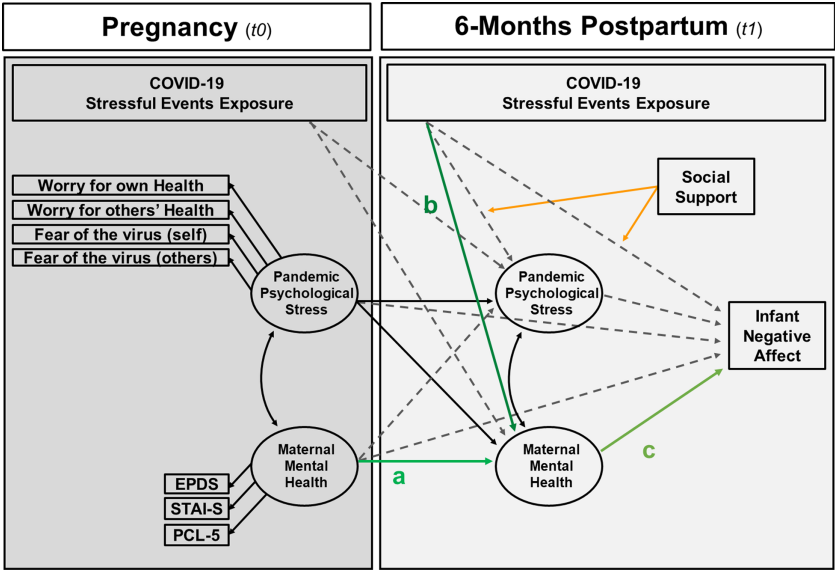 Pregnancy (t0)
6-Months Postpartum (t1)
COVID-19
Stressful Events Exposure
COVID-19
Stressful Events Exposure
Worry for own Health
Worry for others’ Health
Fear of the virus (self)
Fear of the virus (others)
Social
Support
b
Pandemic
Psychological
Stress
Pandemic
Psychological
Stress
Infant
Negative
Affect
Maternal
Mental
Health
Maternal
Mental
Health
a
c
EPDS
STAI-S
PCL-5